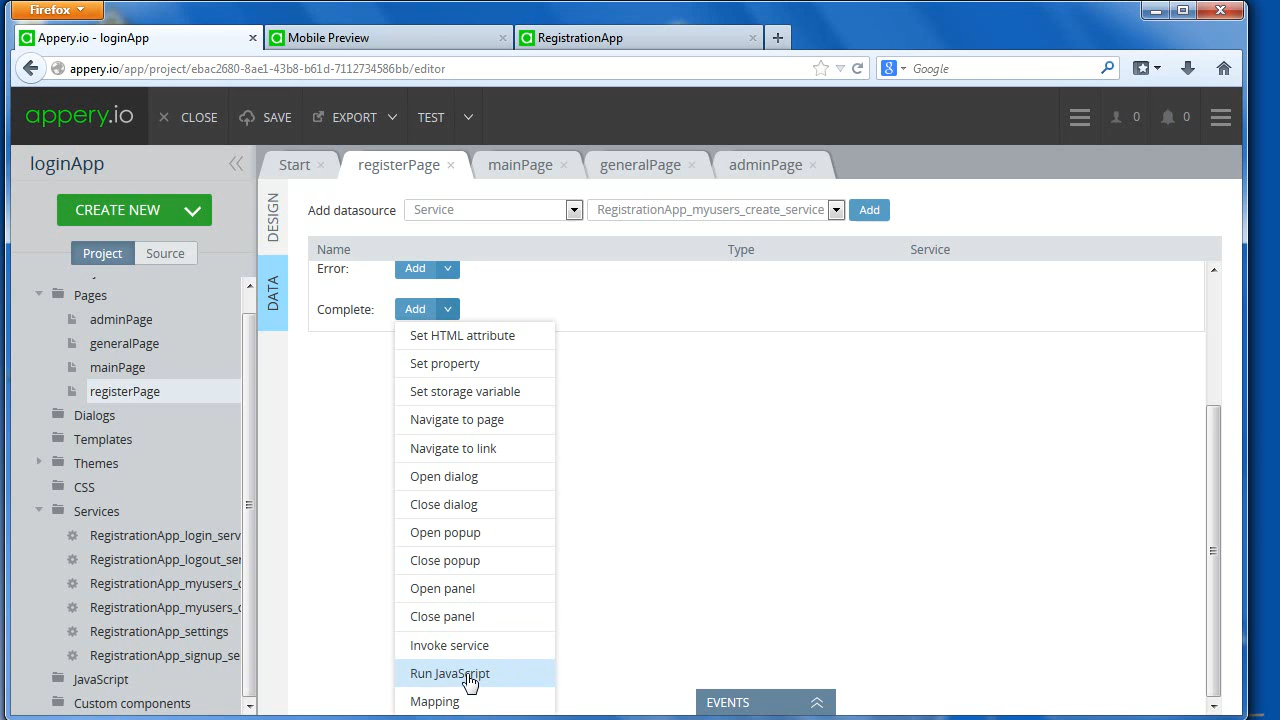 Firefox
Appery.io - loginApp
Mobile Preview
RegistrationApp
appery.io/app/project/ebac2680-8ae1-43b8-b61d-7112734586bb/editor
Google
appery.io
CLOSE
SAVE
EXPORT
TEST
0
0
loginApp
Start
registerPage
mainPage
generalPage
adminPage
CREATE NEW
Project
Source
Pages
adminPage
generalPage
mainPage
registerPage
Dialogs
Templates
Themes
CSS
Services
RegistrationApp_login_serv
RegistrationApp_logout_ser
RegistrationApp_myusers_c
RegistrationApp_myusers_c
RegistrationApp_settings
RegistrationApp_signup_se
JavaScript
Custom components
DESIGN
DATA
Add datasource
Service
RegistrationApp_myusers_create_service
Add
Name
Type
Service
Error:
Add
Complete:
Add
Set HTML attribute
Set property
Set storage variable
Navigate to page
Navigate to link
Open dialog
Close dialog
Open popup
Close popup
Open panel
Close panel
Invoke service
Run JavaScript
Mapping
EVENTS